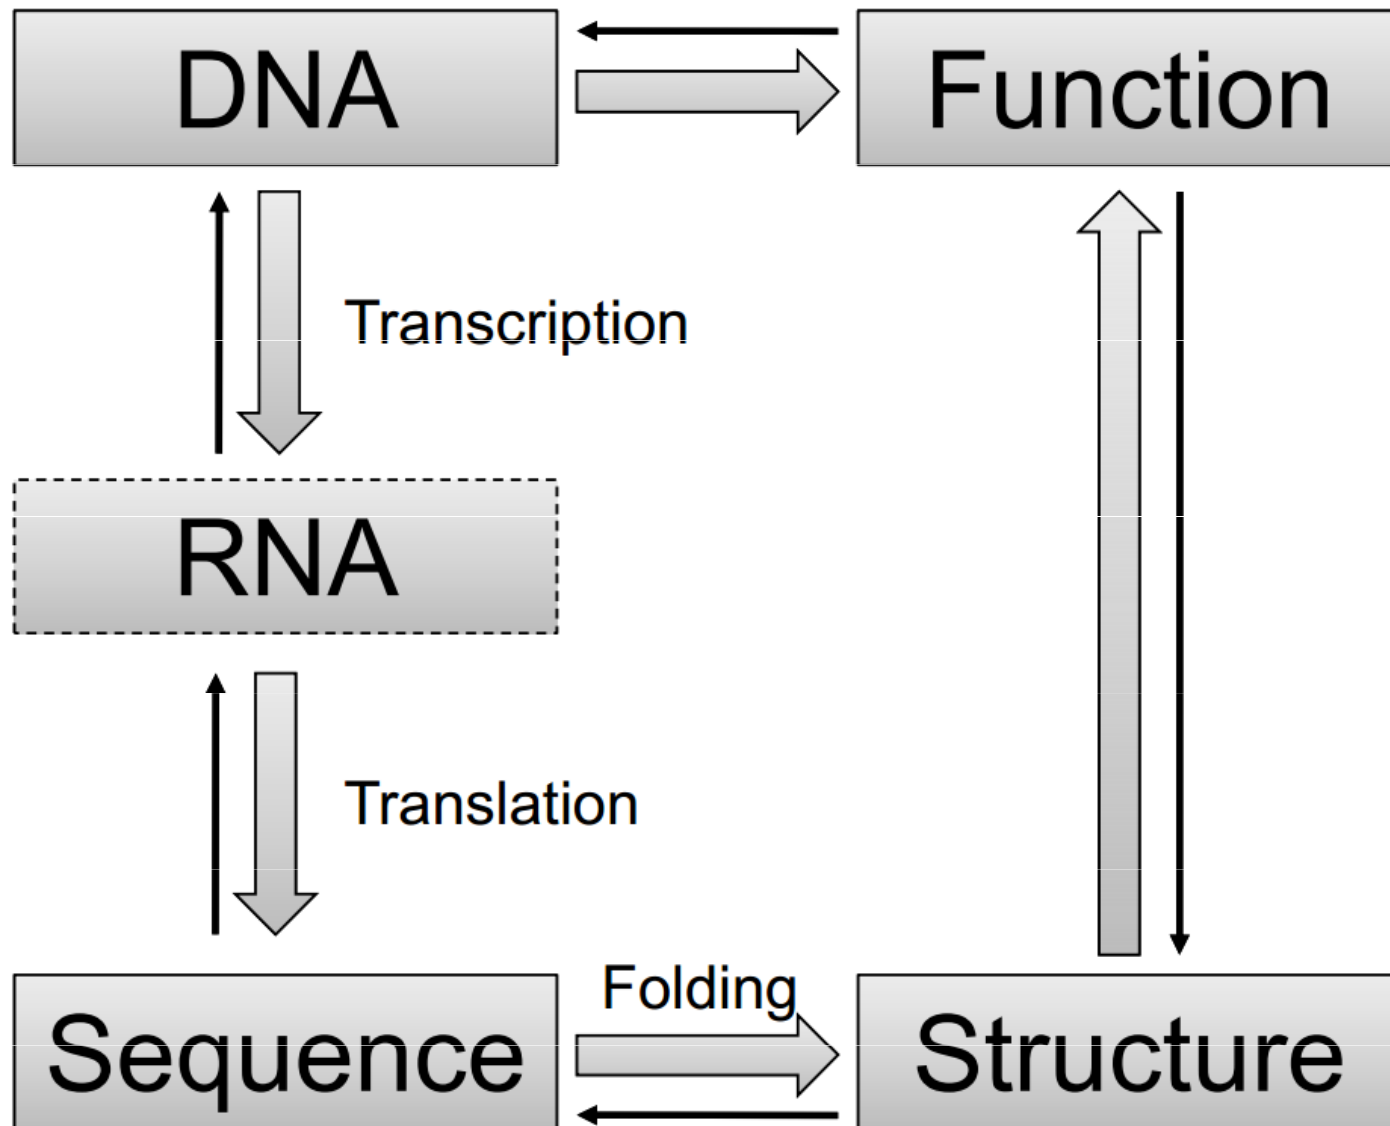 DNA
Function
Transcription
RNA
Translation
Folding
Sequence
Structure